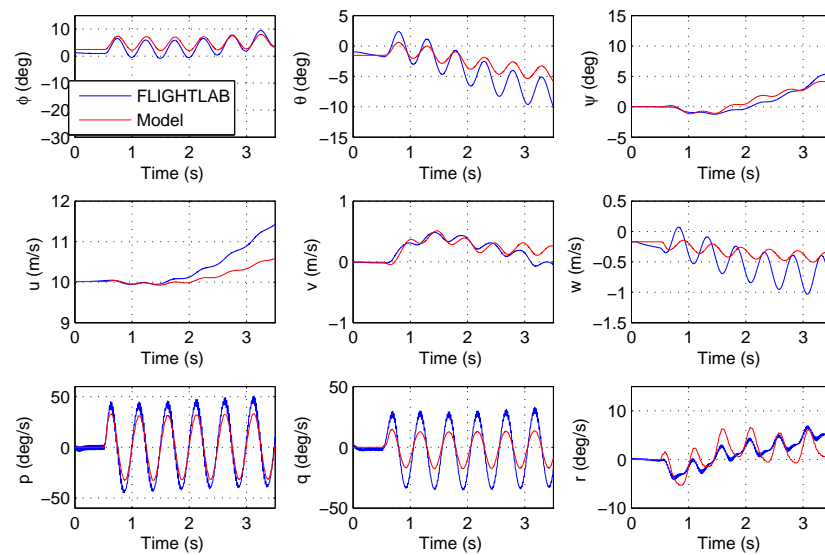 10
0
−10
−20
−30
ϕ (deg)
FLIGHTLAB
Model
0 1 2 3
Time (s)
5
0
−5
−10
−15
θ (deg)
0 1 2 3
Time (s)
15
10
5
0
−5
ψ (deg)
0 1 2 3
Time (s)
12
11
10
9
u (m/s)
0 1 2 3
Time (s)
1
0
−1
v (m/s)
0 1 2 3
Time (s)
0.5
0
−0.5
−1
−1.5
w (m/s)
0 1 2 3
Time (s)
50
0
−50
p (deg/s)
0 1 2 3
Time (s)
50
0
−50
q (deg/s)
0 1 2 3
Time (s)
10
0
−10
r (deg/s)
0 1 2 3
Time (s)